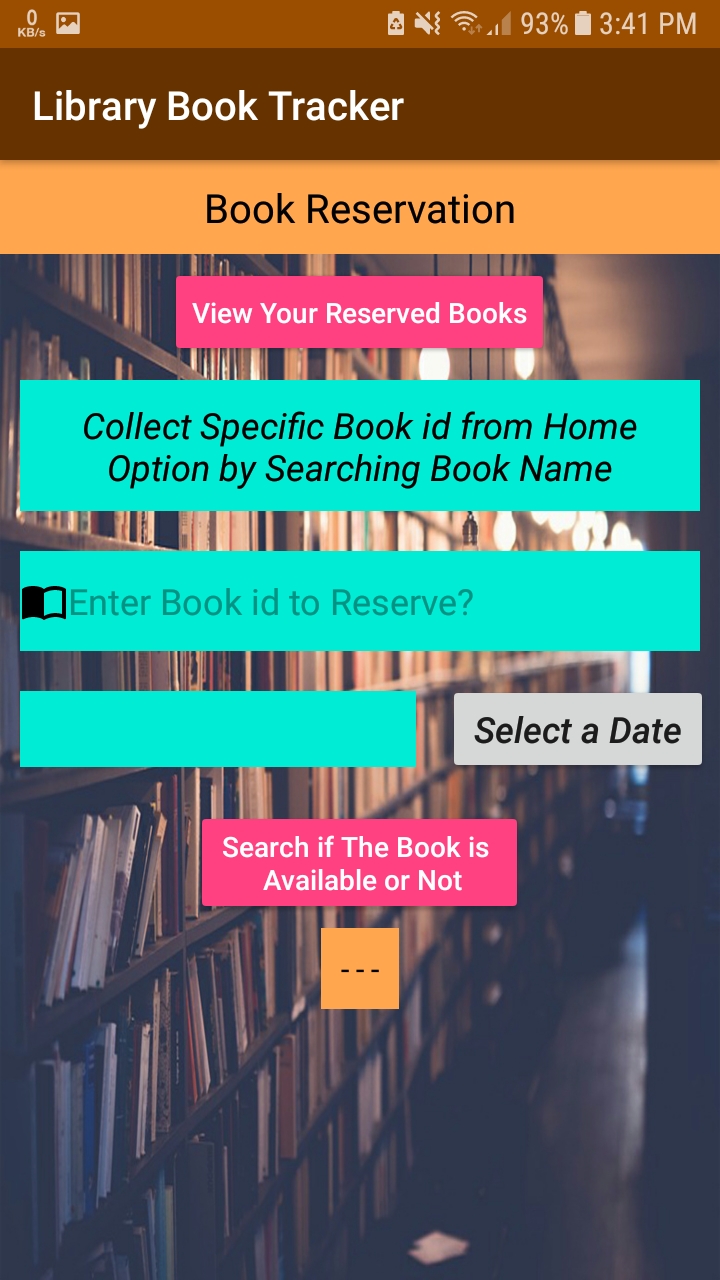 0
KB/s
93%
3:41 PM
Library Book Tracker
Book Reservation
View Your Reserved Books
Collect Specific Book id from Home
Option by Searching Book Name
Enter Book id to Reserve?
Select a Date
Search if The Book is
Available or Not
---